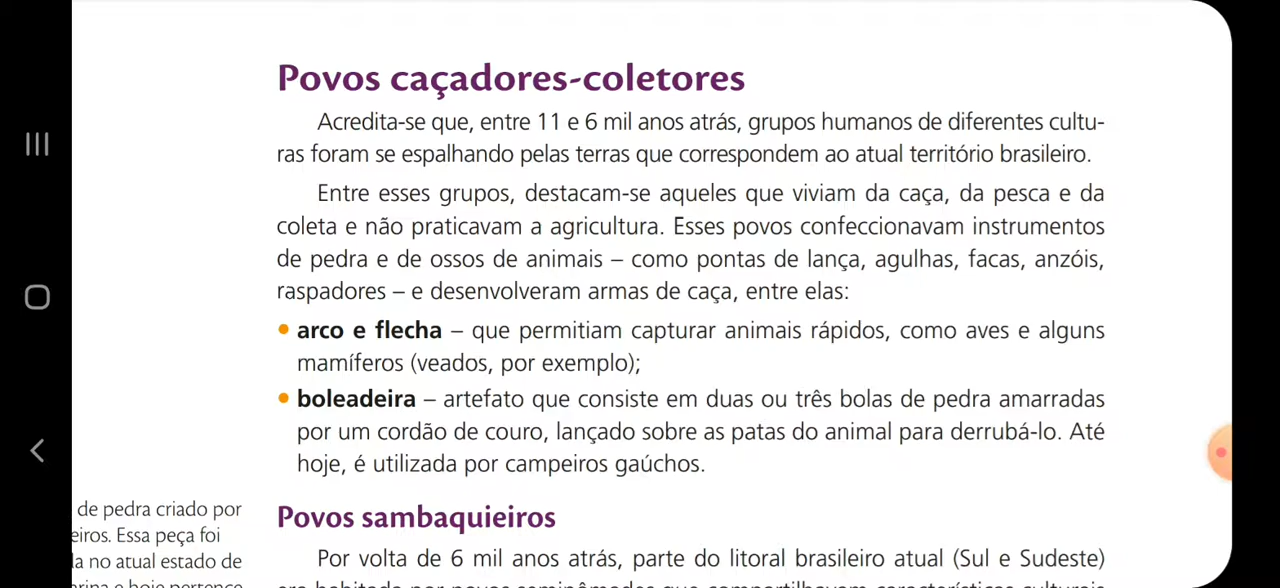 Povos caçadores-coletores
Acredita-se que, entre 11 e 6 mil anos atrás, grupos humanos de diferentes cultu-
ras foram se espalhando pelas terras que correspondem ao atual território brasileiro.
Entre esses grupos, destacam-se aqueles que viviam da caça, da pesca e da
coleta e não praticavam a agricultura. Esses povos confeccionavam instrumentos
de pedra e de ossos de animais – como pontas de lança, agulhas, facas, anzóis,
raspadores – e desenvolveram armas de caça, entre elas:
• arco e flecha – que permitiam capturar animais rápidos, como aves e alguns
mamíferos (veados, por exemplo);
• boleadeira – artefato que consiste em duas ou três bolas de pedra amarradas
por um cordão de couro, lançado sobre as patas do animal para derrubá-lo. Até
hoje, é utilizada por campeiros gaúchos.
de pedra criado por
eiros. Essa peça foi
no atual estado de
e hoje pertence
Povos sambaquieiros
Por volta de 6 mil anos atrás, parte do litoral brasileiro atual (Sul e Sudeste)